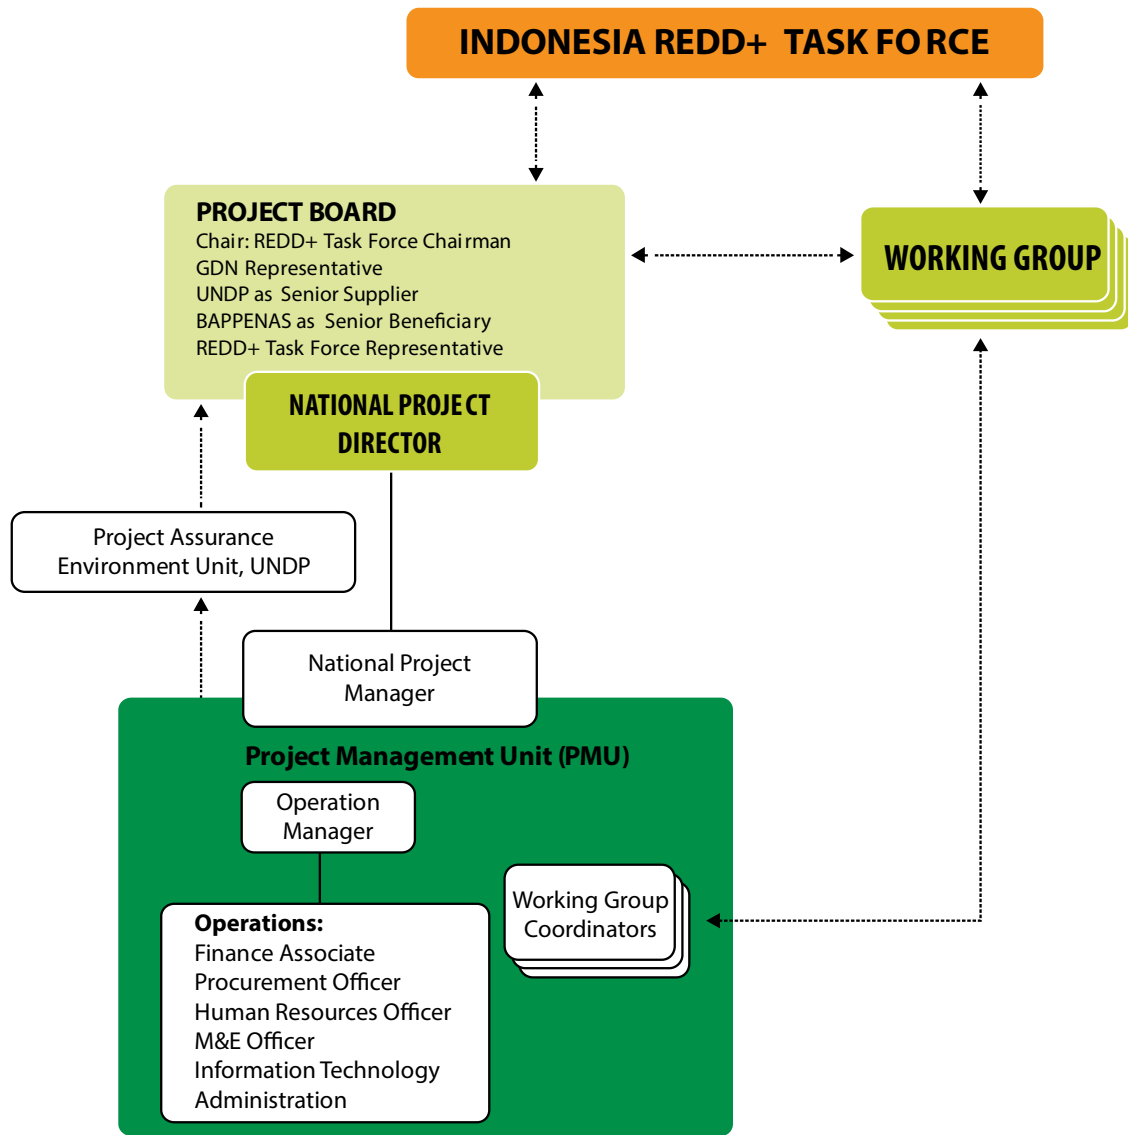 INDONESIA REDD+ TASK FORCE
PROJECT BOARD
Chair: REDD+ Task Force Chairman
GDN Representative
UNDP as Senior Supplier
BAPPENAS as Senior Beneficiary
REDD+ Task Force Representative
WORKING GROUP
NATIONAL PROJECT
DIRECTOR
Project Assurance
Environment Unit, UNDP
National Project
Manager
Project Management Unit (PMU)
Operation
Manager
Working Group
Coordinators
Operations:
Finance Associate
Procurement Officer
Human Resources Officer
M&E Officer
Information Technology
Administration